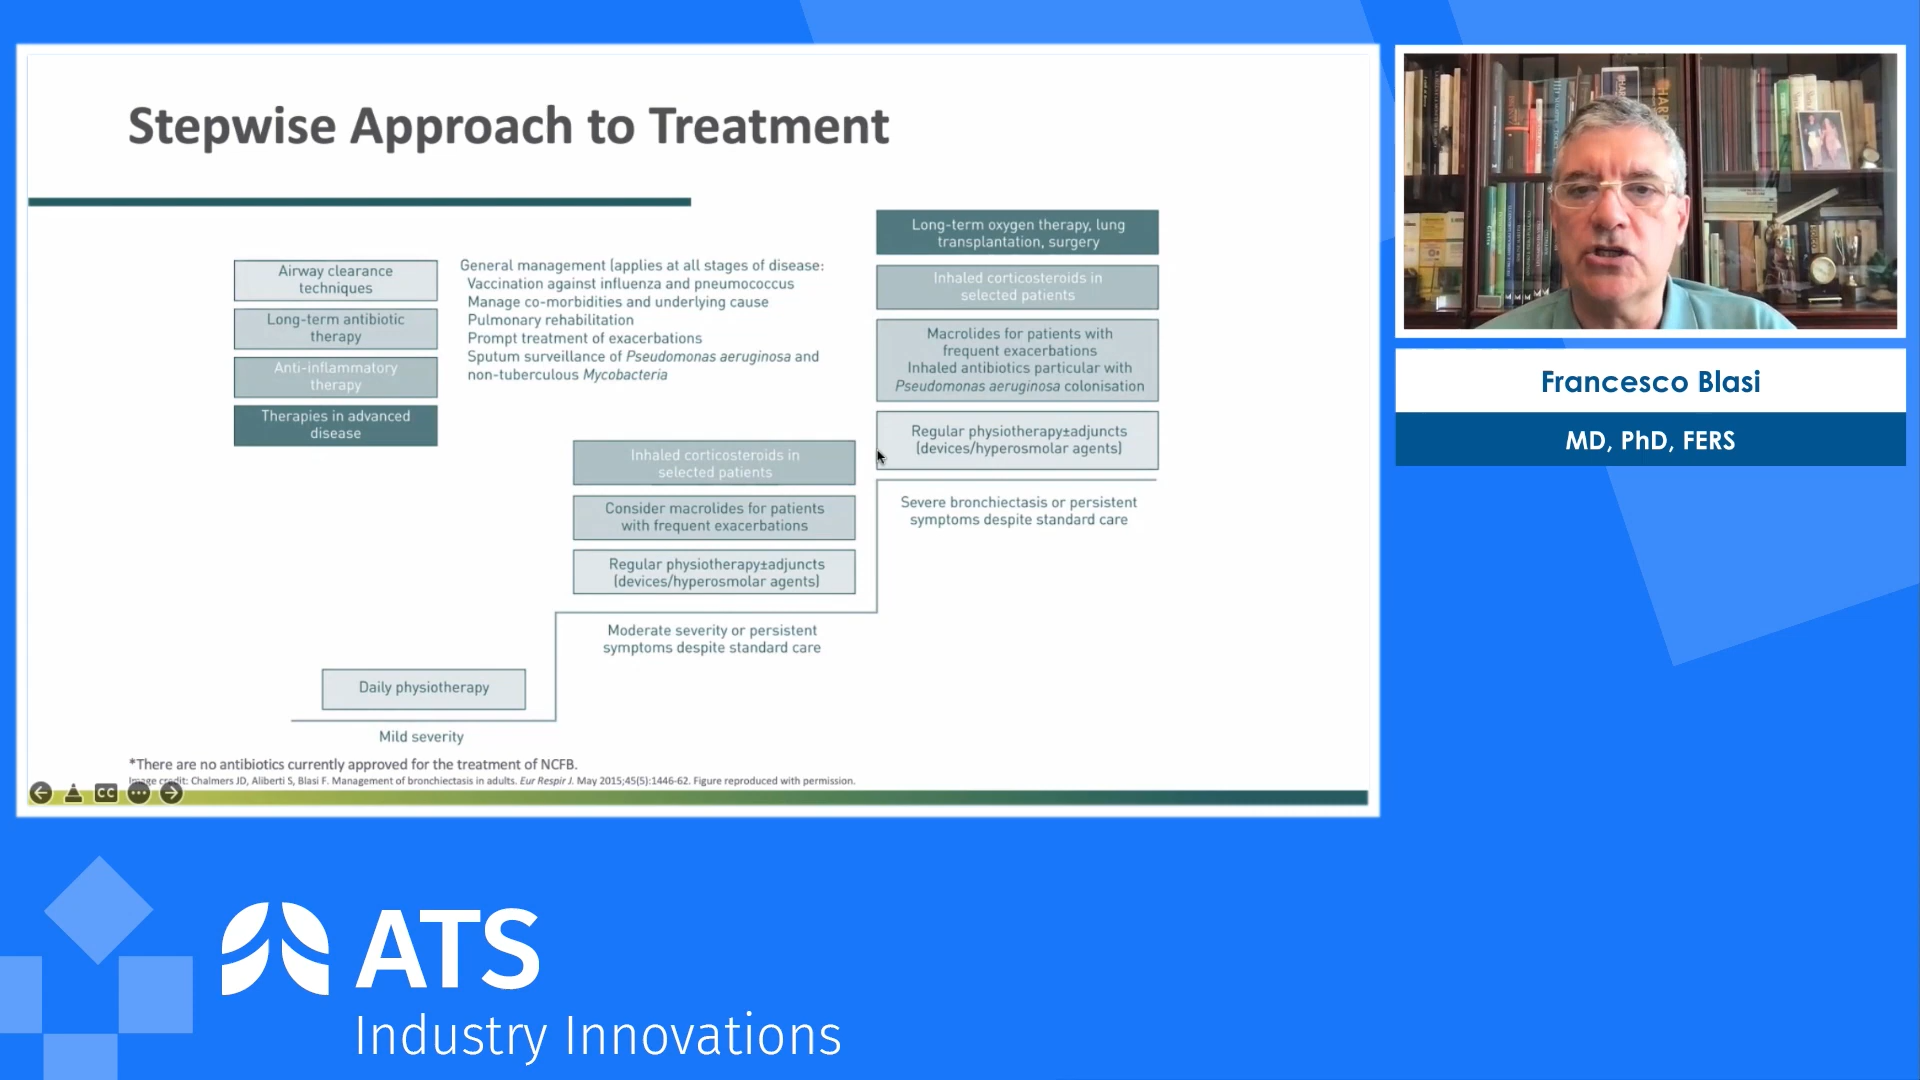 Stepwise Approach to Treatment
Airway clearance
techniques
Long-term antibiotic
therapy
Anti-inflammatory
therapy
Therapies in advanced
disease
General management (applies at all stages of disease:
Vaccination against influenza and pneumococcus
Manage co-morbidities and underlying cause
Pulmonary rehabilitation
Prompt treatment of exacerbations
Sputum surveillance of Pseudomonas aeruginosa and
non-tuberculous Mycobacteria
Long-term oxygen therapy, lung
transplantation, surgery
Inhaled corticosteroids in
selected patients
Macrolides for patients with
frequent exacerbations
Inhaled antibiotics particular with
Pseudomonas aeruginosa colonisation
Regular physiotherapy±adjuncts
(devices/hyperosmolar agents)
Severe bronchiectasis or persistent
symptoms despite standard care
Inhaled corticosteroids in
selected patients
Consider macrolides for patients
with frequent exacerbations
Regular physiotherapy±adjuncts
(devices/hyperosmolar agents)
Moderate severity or persistent
symptoms despite standard care
Daily physiotherapy
Mild severity
*There are no antibiotics currently approved for the treatment of NCFB.
Image credit: Chalmers JD, Aliberti S, Blasi F. Management of bronchiectasis in adults. Eur Respir J. May 2015;45(5):1446-62. Figure reproduced with permission.
CC
Francesco Blasi
MD, PhD, FERS
ATS
Industry Innovations